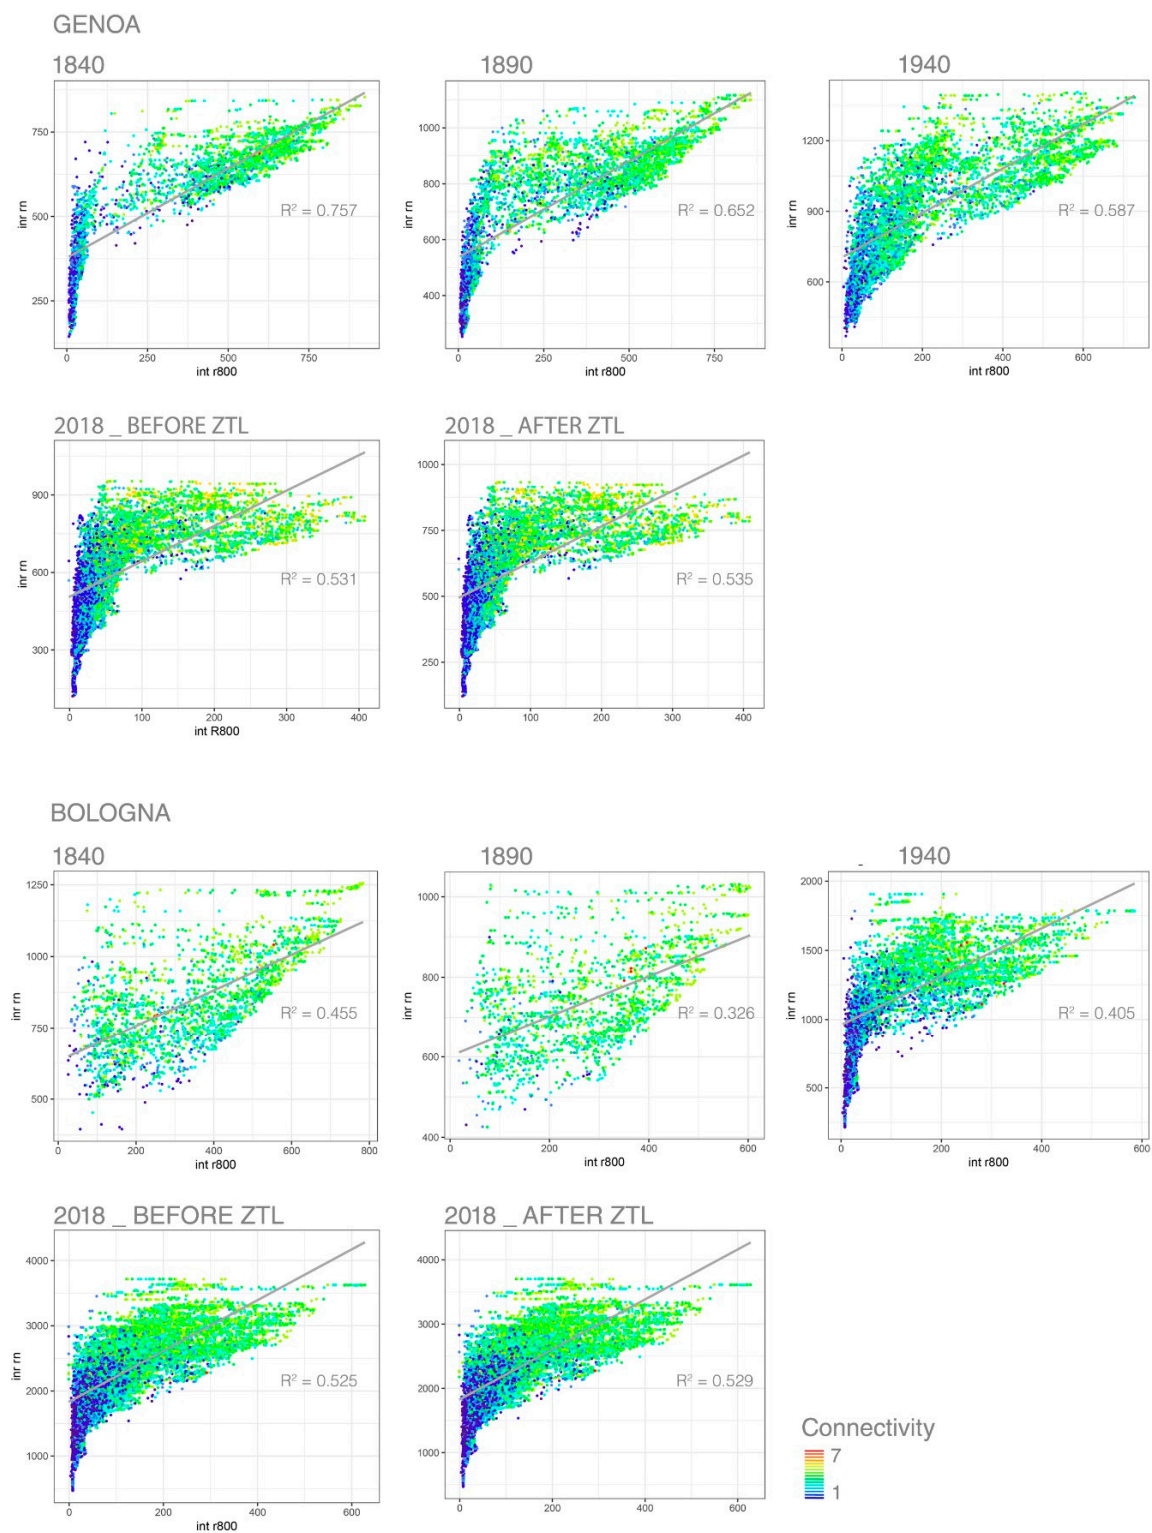 GENOA
1840
1890
1940
750
500
250
inr rn
R² = 0.757
0 250 500 750
int r800
1000
800
600
400
inr rn
R² = 0.652
0 250 500 750
int r800
1200
900
600
inr rn
R² = 0.587
0 200 400 600
int r800
2018 _ BEFORE ZTL
2018 _ AFTER ZTL
900
600
300
inr rn
R² = 0.531
0 100 200 300 400
int R800
1000
750
500
250
inr rn
R² = 0.535
0 100 200 300 400
BOLOGNA
1840
1890
1940
1250
1000
750
500
inr rn
R² = 0.455
0 200 400 600 800
int r800
1000
800
600
400
inr rn
R² = 0.326
0 200 400 600
int r800
2000
1500
1000
500
inr rn
R² = 0.405
0 200 400 600
int r800
2018 _ BEFORE ZTL
2018 _ AFTER ZTL
4000
3000
2000
1000
inr rn
R² = 0.525
0 200 400 600
int r800
4000
3000
2000
1000
inr rn
R² = 0.529
0 200 400 600
Connectivity
7
1